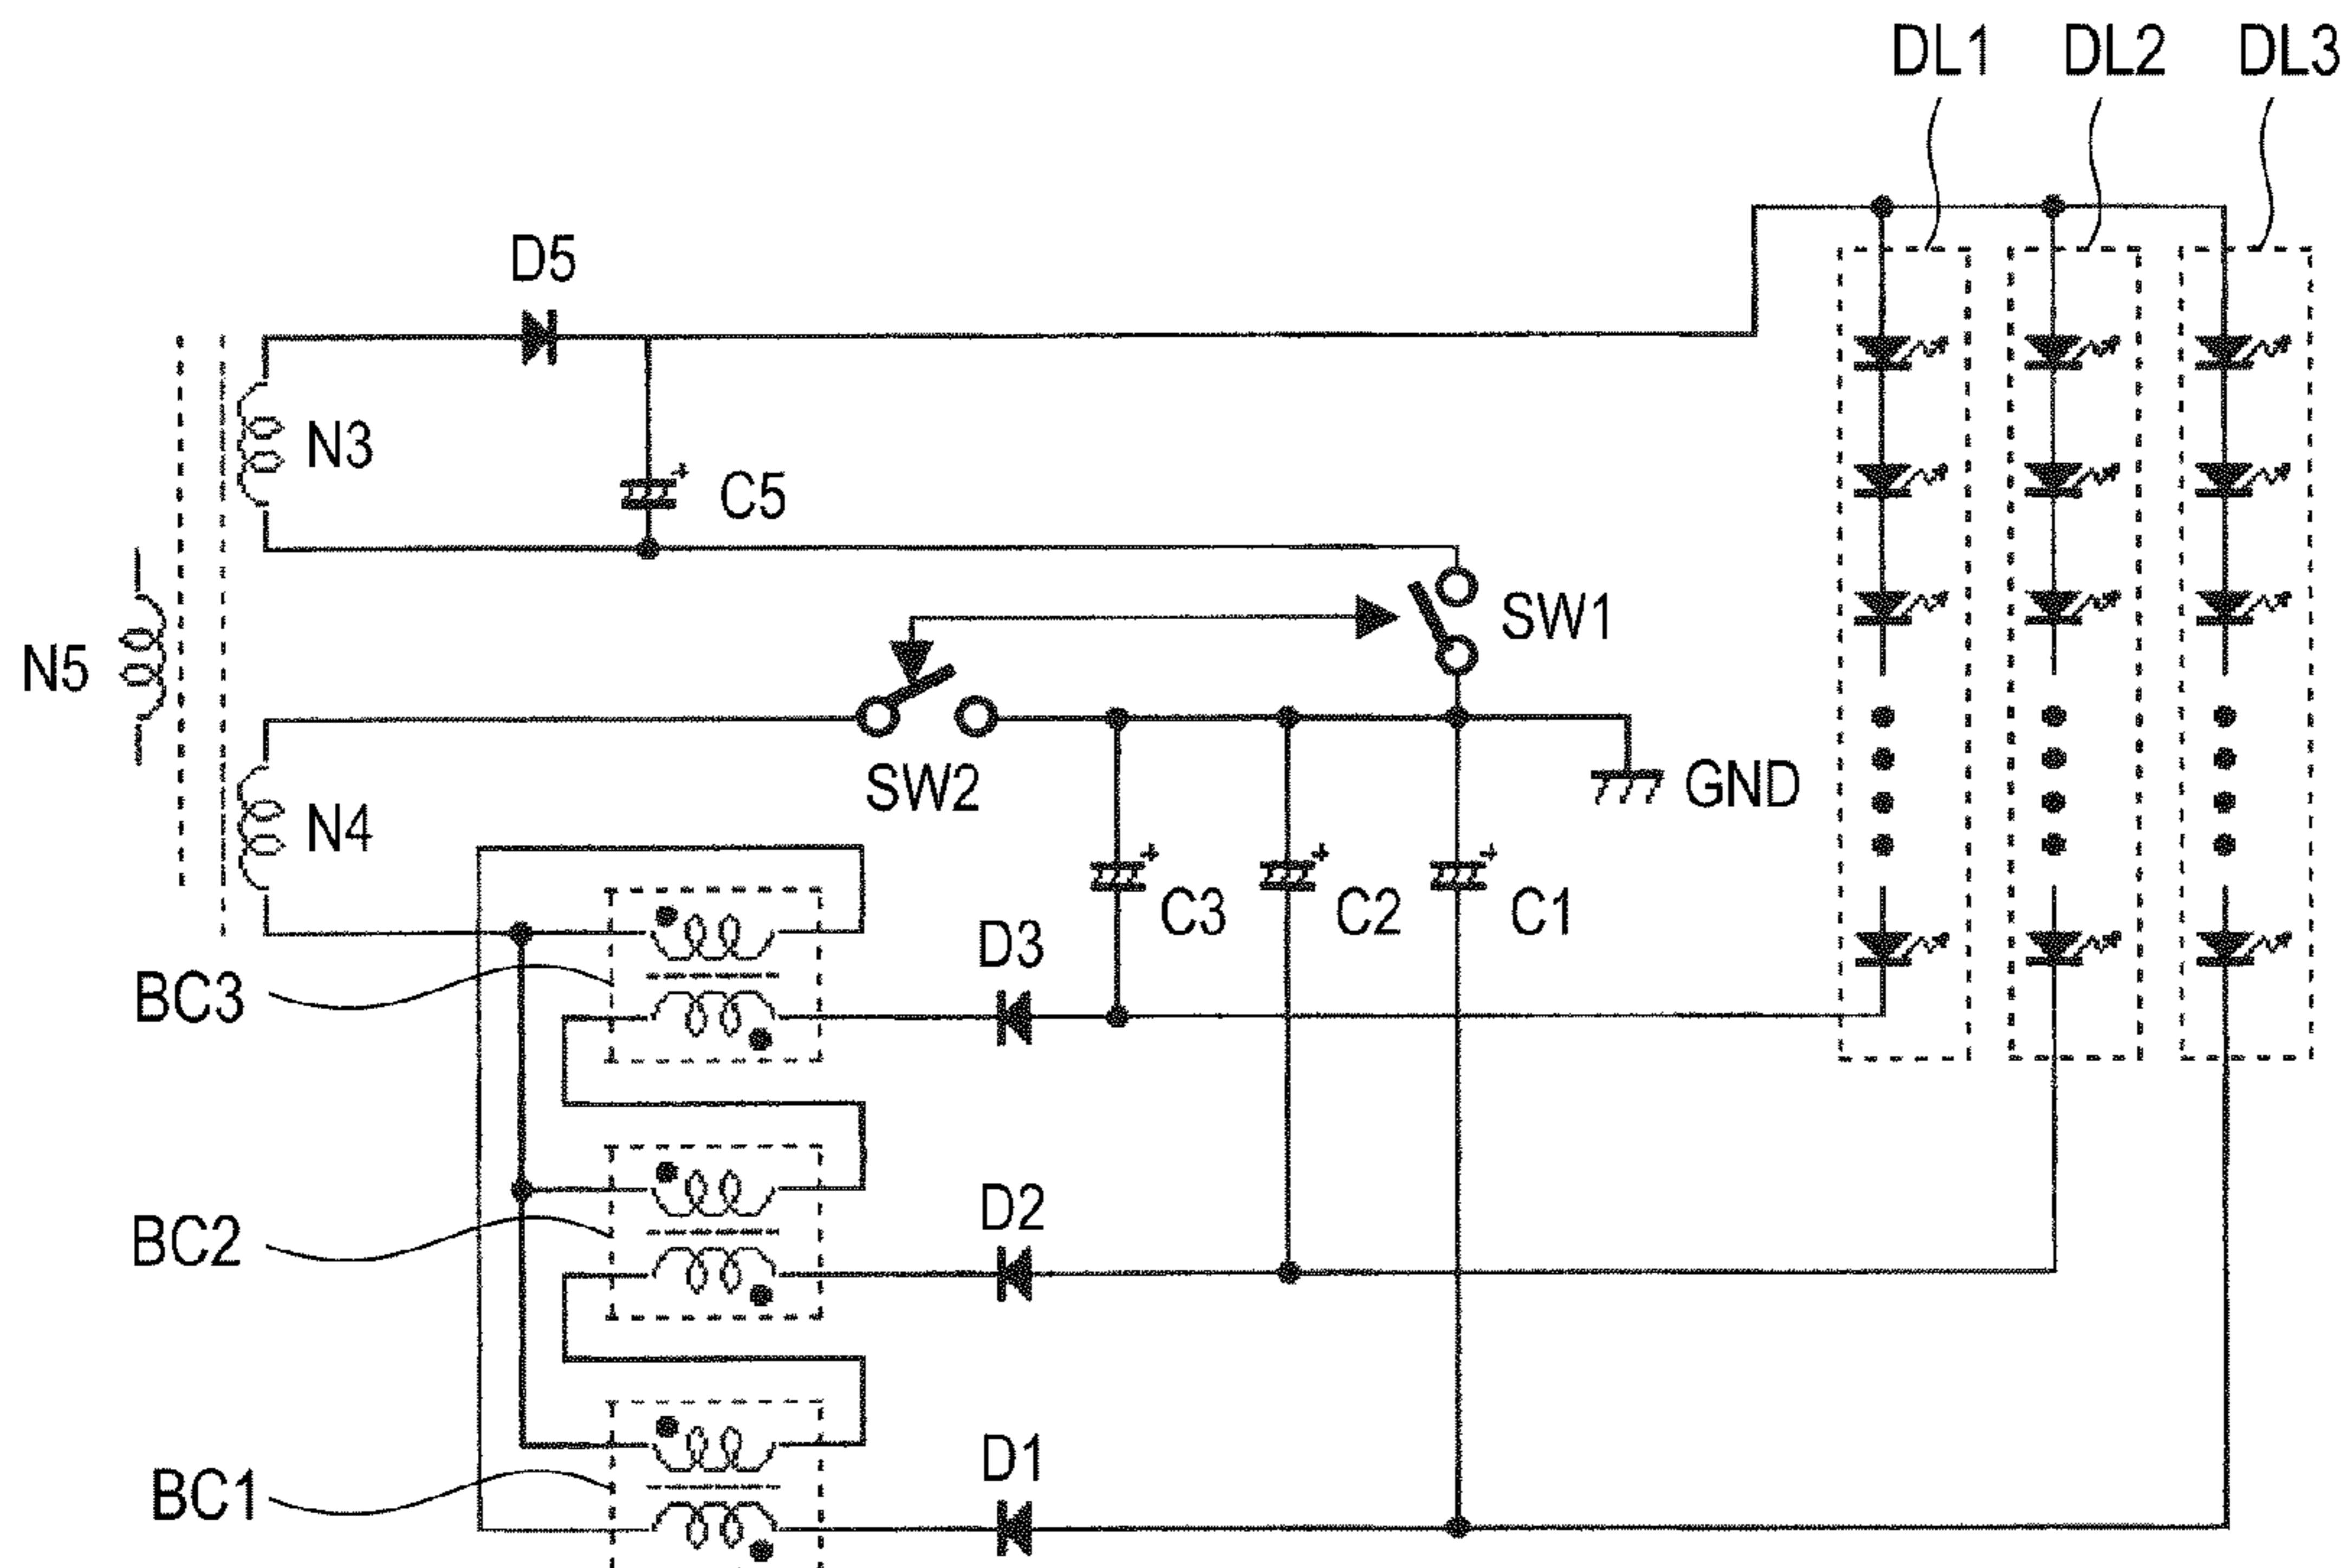 DL1 DL2 DL3
D5
N3
C5
SW1
N5
SW2
GND
N4
C3
C2
C1
D3
BC3
D2
BC2
D1
BC1